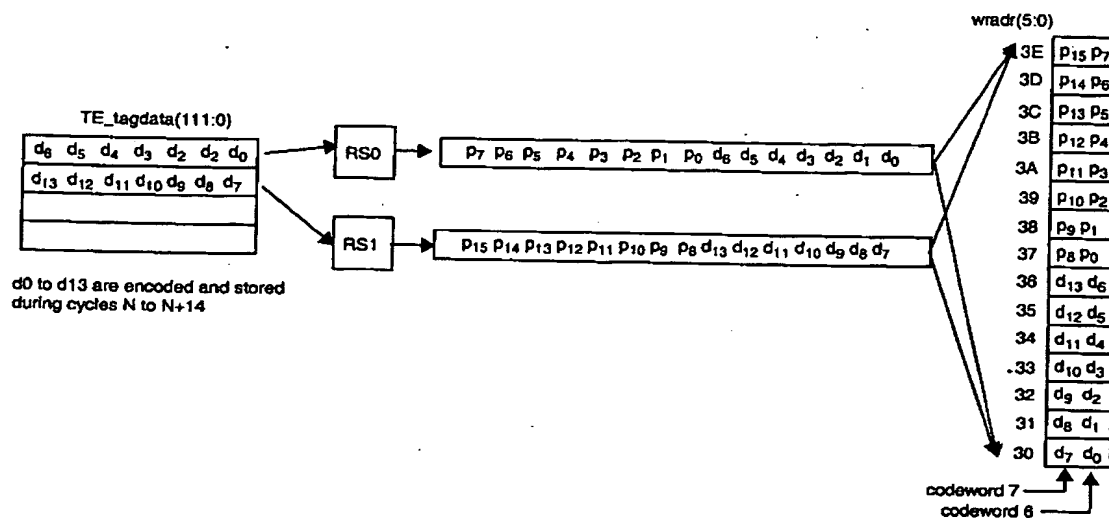 wradr(5:0)
TE_tagdata(111:0)
d6 d5 d4 d3 d2 d2 d0
d13 d12 d11 d10 d9 d8 d7
d0 to d13 are encoded and stored
during cycles N to N+14
RS0
RS1
p7 p6 p5 p4 p3 p2 p1 p0 d6 d5 d4 d3 d2 d1 d0
p15 p14 p13 p12 p11 p10 p9 p8 d13 d12 d11 d10 d9 d8 d7
3E p15 p7
3D p14 p6
3C p13 p5
3B p12 p4
3A p11 p3
39 p10 p2
38 p9 p1
37 p8 p0
36 d13 d6
35 d12 d5
34 d11 d4
33 d10 d3
32 d9 d2
31 d8 d1
30 d7 d0
codeword 7
codeword 6